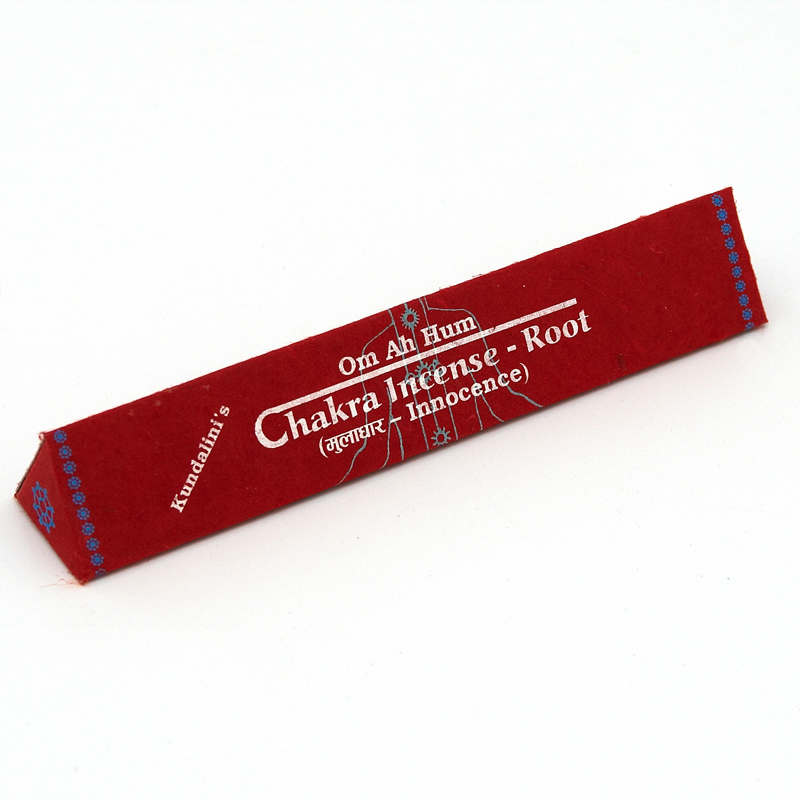 Kundalini's
Om Ah Hum
Chakra Incense - Root
(मुलाघार – Innocence)